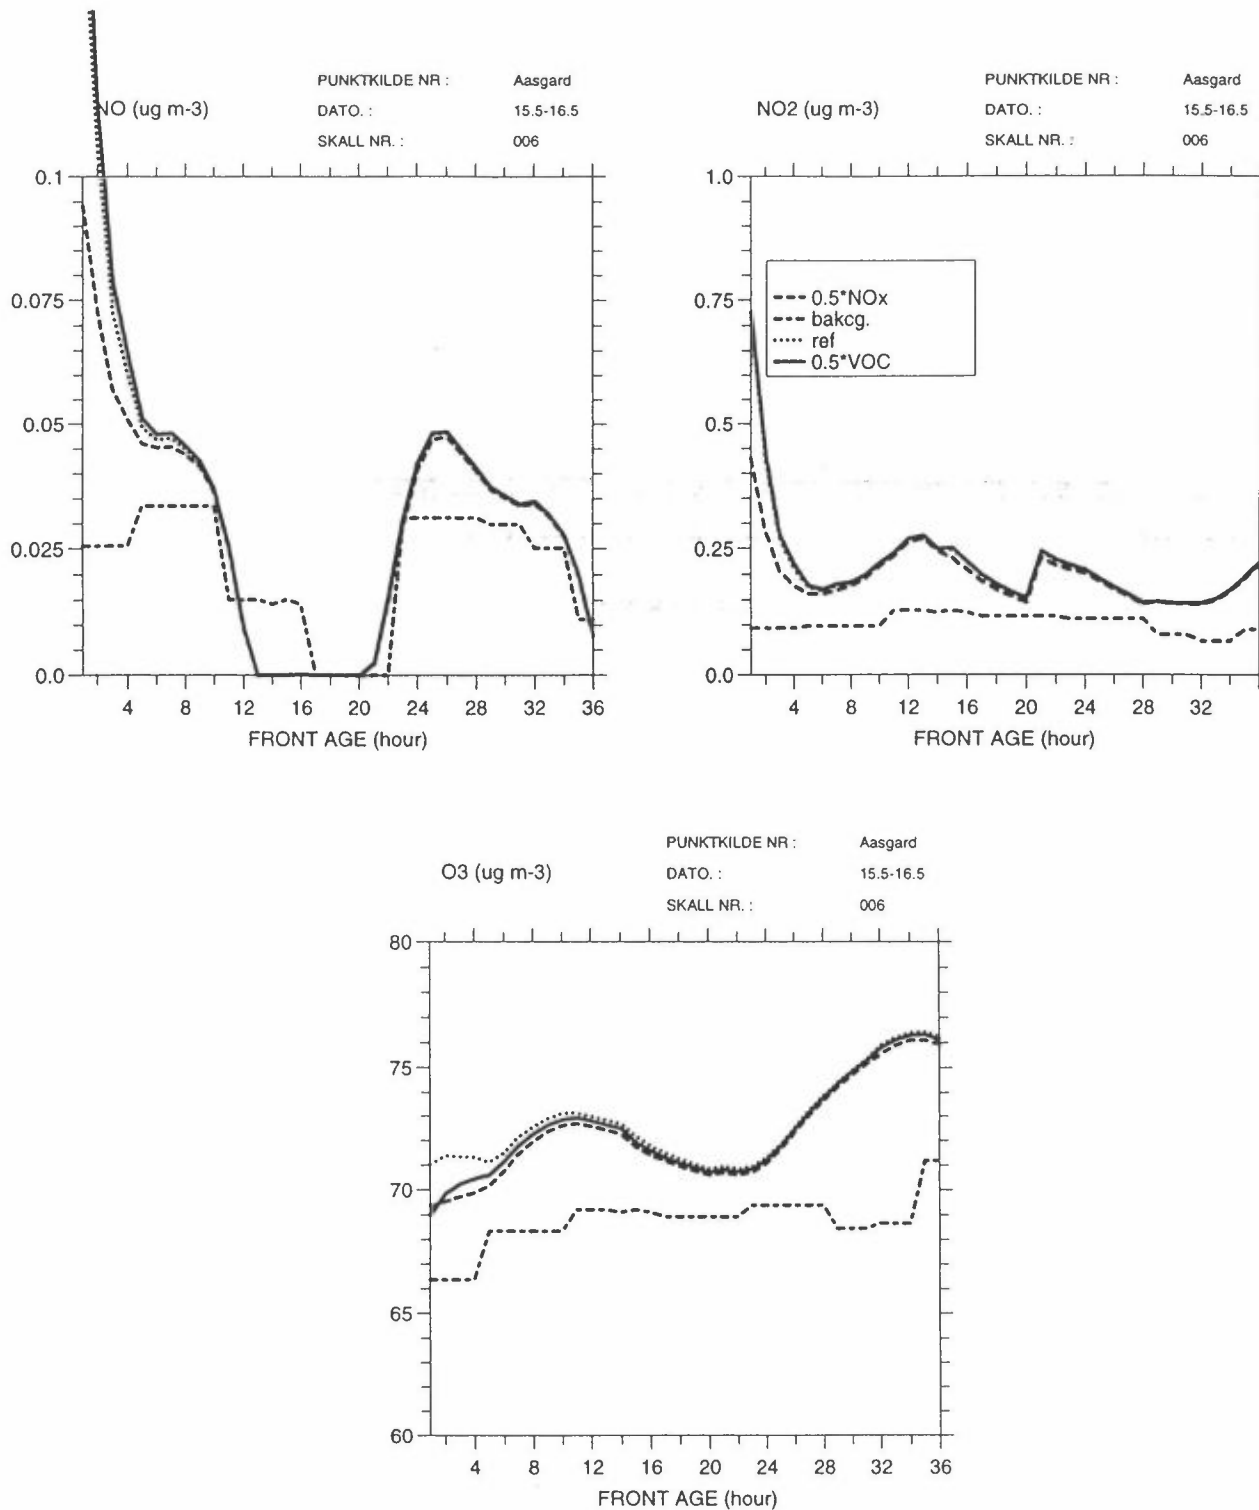 NO (ug m-3)
PUNKTKILDE NR : Aasgard
DATO. : 15.5-16.5
SKALL NR. : 006
0.1
0.075
0.05
0.025
0.0
4 8 12 16 20 24 28 32 36
FRONT AGE (hour)
NO2 (ug m-3)
PUNKTKILDE NR : Aasgard
DATO. : 15.5-16.5
SKALL NR. : 006
1.0
0.75
0.5
0.25
0.0
0.5*NOx
bakcg.
ref
0.5*VOC
4 8 12 16 20 24 28 32
FRONT AGE (hour)
O3 (ug m-3)
PUNKTKILDE NR : Aasgard
DATO. : 15.5-16.5
SKALL NR. : 006
80
75
70
65
60
4 8 12 16 20 24 28 32 36
FRONT AGE (hour)